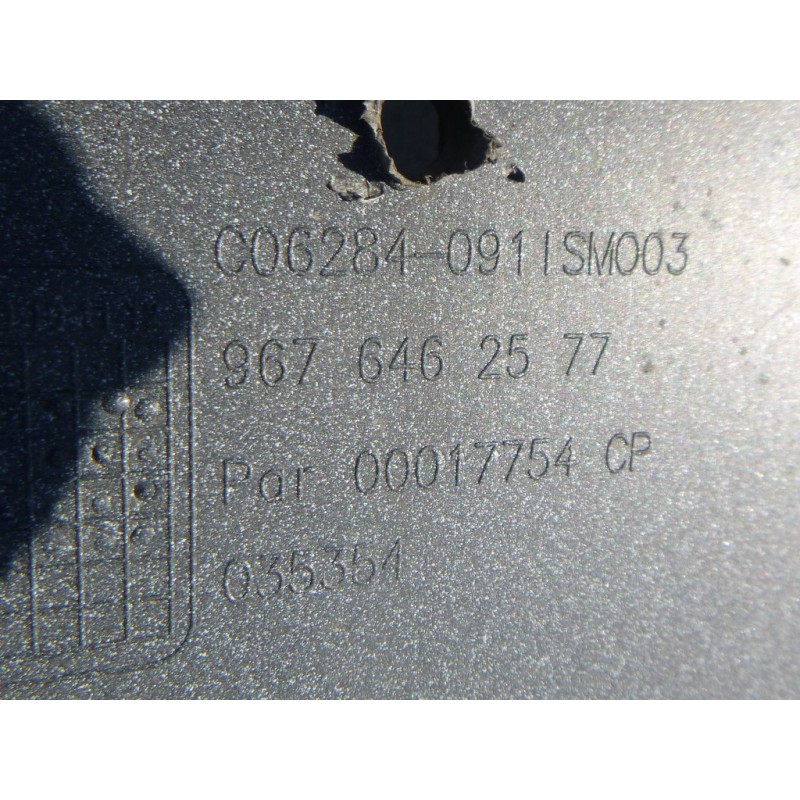 C06284-0911SM003
967 646 25 77
Par 00017754 CP
035354